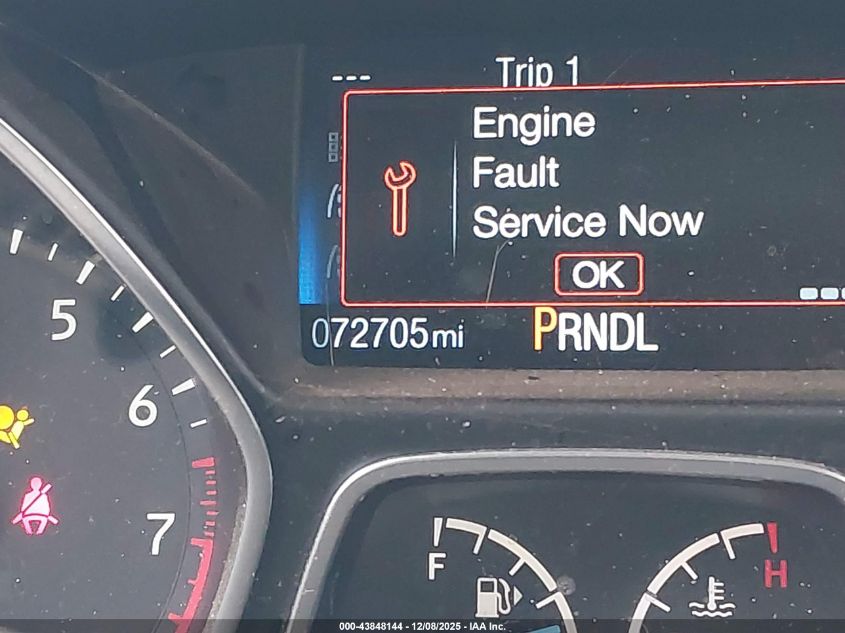 --- Trip 1
Engine
Fault
Service Now
OK
072705mi PRNDL
5
6
7
F
H
000-43848144 - 12/08/2025 - IAA Inc.